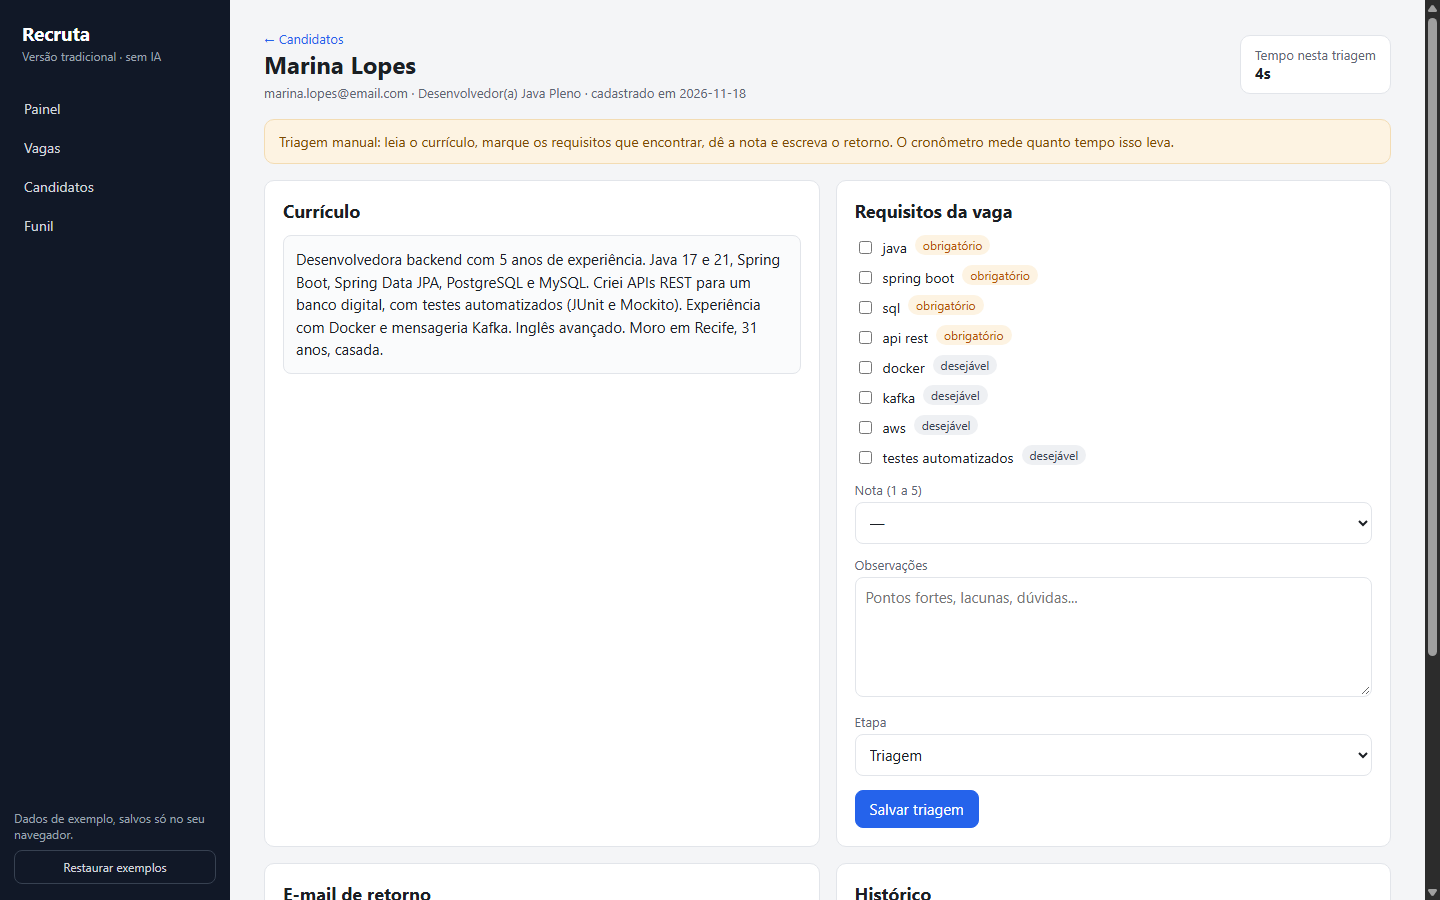 Recruta
Versão tradicional · sem IA
Painel
Vagas
Candidatos
Funil
Dados de exemplo, salvos só no seu
navegador.
Restaurar exemplos
← Candidatos
Marina Lopes
marina.lopes@email.com · Desenvolvedor(a) Java Pleno · cadastrado em 2026-11-18
Tempo nesta triagem
4s
Triagem manual: leia o currículo, marque os requisitos que encontrar, dê a nota e escreva o retorno. O cronômetro mede quanto tempo isso leva.
Currículo
Desenvolvedora backend com 5 anos de experiência. Java 17 e 21, Spring
Boot, Spring Data JPA, PostgreSQL e MySQL. Criei APIs REST para um
banco digital, com testes automatizados (JUnit e Mockito). Experiência
com Docker e mensageria Kafka. Inglês avançado. Moro em Recife, 31
anos, casada.
Requisitos da vaga
java obrigatório
spring boot obrigatório
sql obrigatório
api rest obrigatório
docker desejável
kafka desejável
aws desejável
testes automatizados desejável
Nota (1 a 5)
—
Observações
Pontos fortes, lacunas, dúvidas...
Etapa
Triagem
Salvar triagem
E-mail de retorno
Histórico